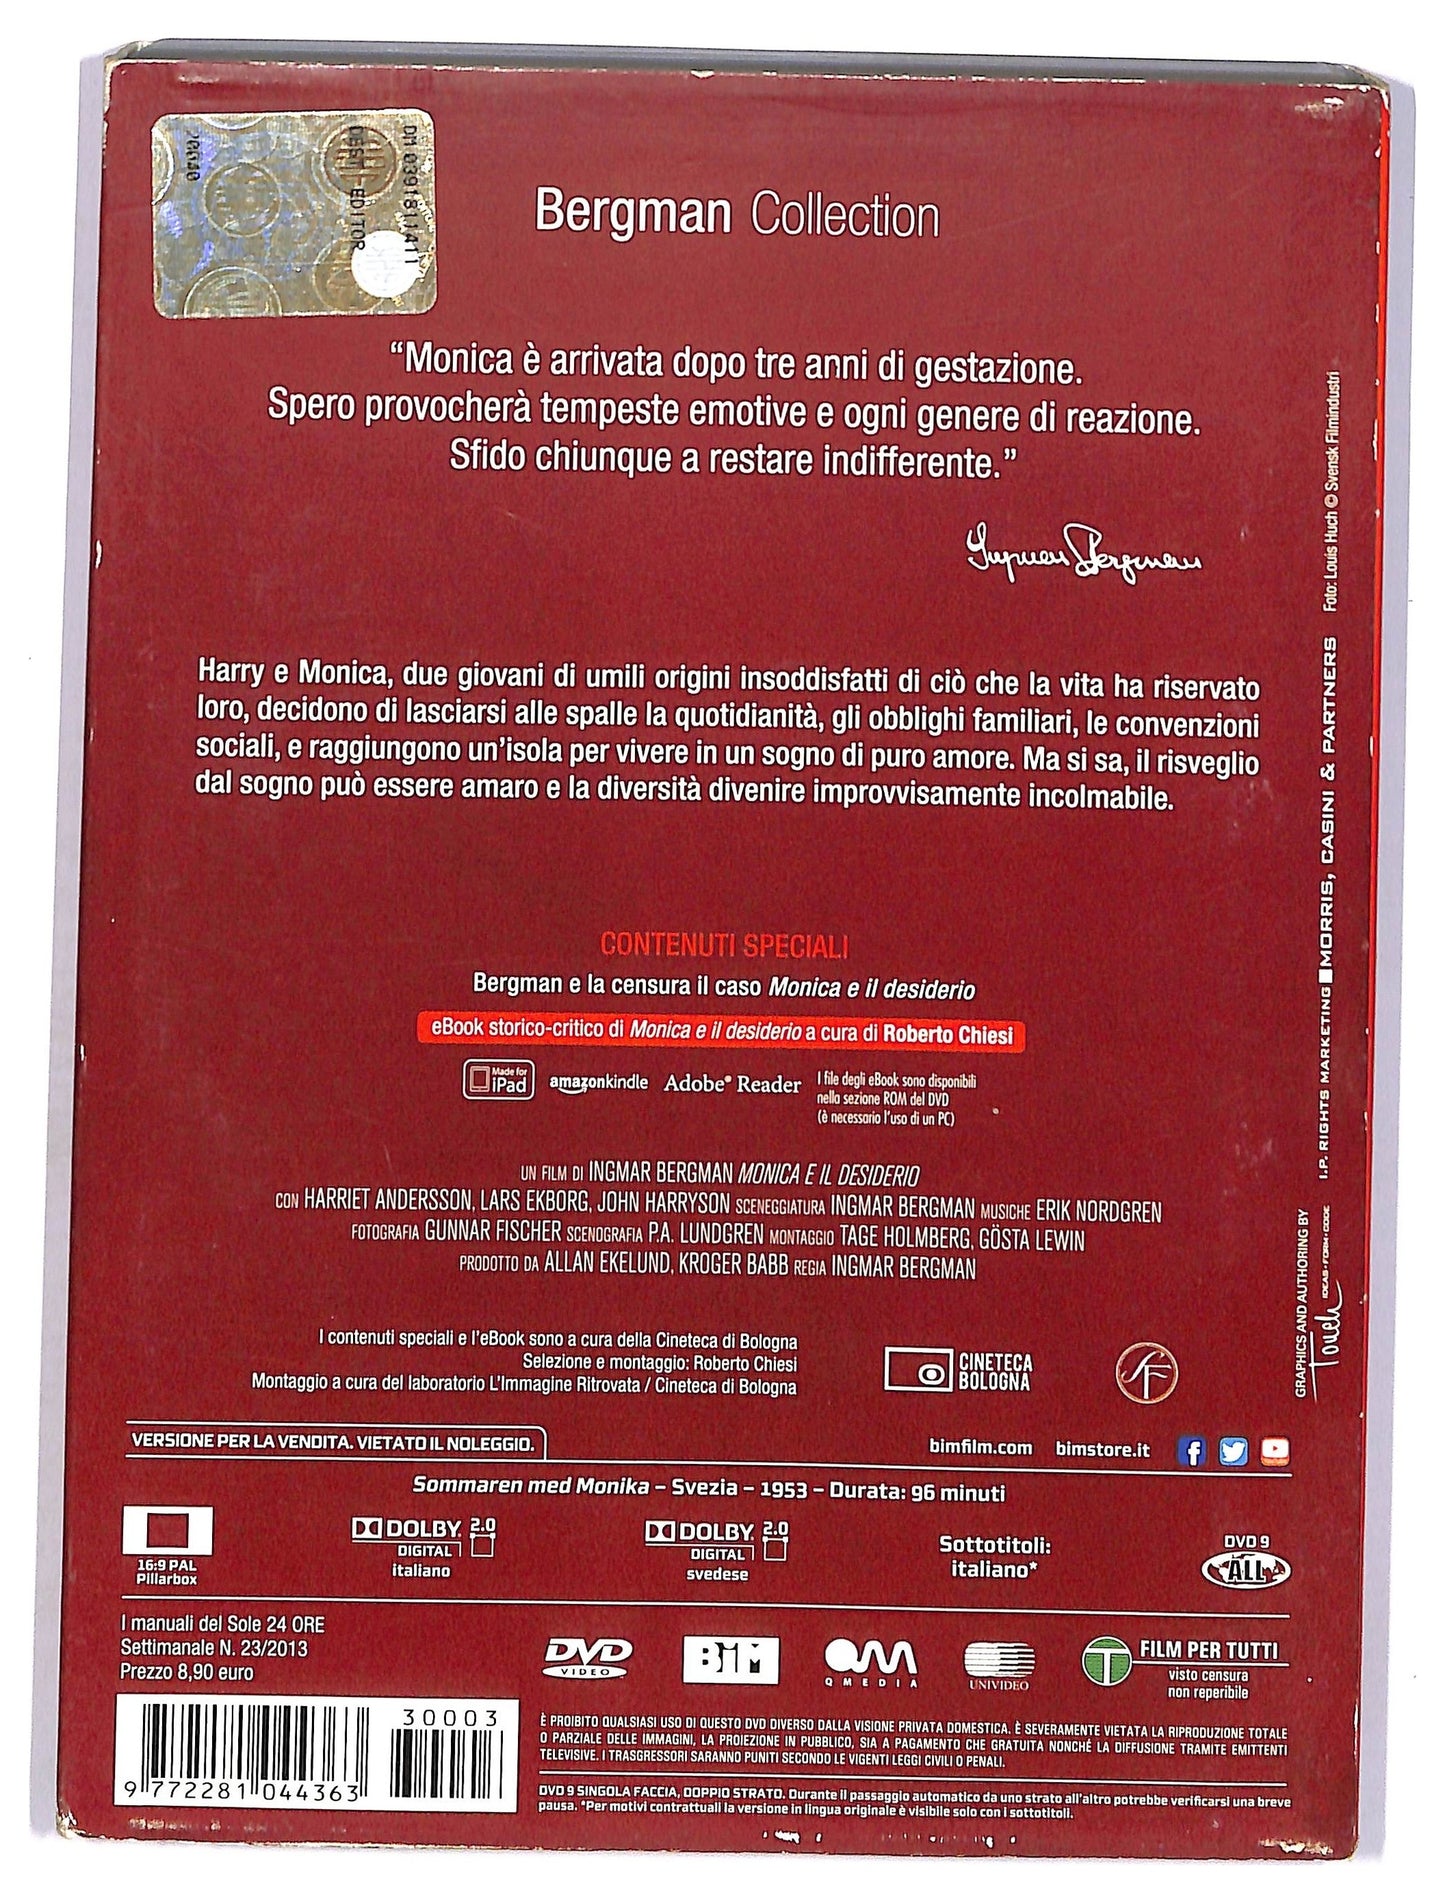 DM 039181411
DEST. EDITOR
Bergman Collection
“Monica è arrivata dopo tre anni di gestazione.
Spero provocherà tempeste emotive e ogni genere di reazione.
Sfido chiunque a restare indifferente.”
Ingmar Bergman
Harry e Monica, due giovani di umili origini insoddisfatti di ciò che la vita ha riservato
loro, decidono di lasciarsi alle spalle la quotidianità, gli obblighi familiari, le convenzioni
sociali, e raggiungono un’isola per vivere in un sogno di puro amore. Ma si sa, il risveglio
dal sogno può essere amaro e la diversità divenire improvvisamente incolmabile.
CONTENUTI SPECIALI
Bergman e la censura il caso Monica e il desiderio
eBook storico-critico di Monica e il desiderio a cura di Roberto Chiesi
Made for
iPad
amazonkindle
Adobe® Reader
I file degli eBook sono disponibili
nella sezione ROM del DVD
(è necessario l’uso di un PC)
UN FILM DI INGMAR BERGMAN MONICA E IL DESIDERIO
CON HARRIET ANDERSSON, LARS EKBORG, JOHN HARRYSON SCENEGGIATURA INGMAR BERGMAN MUSICHE ERIK NORDGREN
FOTOGRAFIA GUNNAR FISCHER SCENOGRAFIA P.A. LUNDGREN MONTAGGIO TAGE HOLMBERG, GÖSTA LEWIN
PRODOTTO DA ALLAN EKELUND, KROGER BABB REGIA INGMAR BERGMAN
I contenuti speciali e l’eBook sono a cura della Cineteca di Bologna
Selezione e montaggio: Roberto Chiesi
Montaggio a cura del laboratorio L’Immagine Ritrovata / Cineteca di Bologna
CINETECA
BOLOGNA
SF
Foto: Louis Huch © Svensk Filmindustri
I.P. RIGHTS MARKETING MORRIS, CASINI & PARTNERS
GRAPHICS AND AUTHORING BY
Touch IDEAS•FORM•CODE
VERSIONE PER LA VENDITA. VIETATO IL NOLEGGIO.
bimfilm.com bimstore.it
Sommaren med Monika – Svezia – 1953 – Durata: 96 minuti
16:9 PAL
Pillarbox
DOLBY 2.0
DIGITAL
italiano
DOLBY 2.0
DIGITAL
svedese
Sottotitoli:
italiano*
DVD 9
ALL
I manuali del Sole 24 ORE
Settimanale N. 23/2013
Prezzo 8,90 euro
DVD
VIDEO
BiM
QM
QMEDIA
UNIVIDEO
T
FILM PER TUTTI
visto censura
non reperibile
30003
9 772281 044363
È PROIBITO QUALSIASI USO DI QUESTO DVD DIVERSO DALLA VISIONE PRIVATA DOMESTICA. È SEVERAMENTE VIETATA LA RIPRODUZIONE TOTALE
O PARZIALE DELLE IMMAGINI, LA PROIEZIONE IN PUBBLICO, SIA A PAGAMENTO CHE GRATUITA NONCHÉ LA DIFFUSIONE TRAMITE EMITTENTI
TELEVISIVE. I TRASGRESSORI SARANNO PUNITI SECONDO LE VIGENTI LEGGI CIVILI O PENALI.
DVD 9 SINGOLA FACCIA, DOPPIO STRATO. Durante il passaggio automatico da uno strato all’altro potrebbe verificarsi una breve
pausa. *Per motivi contrattuali la versione in lingua originale è visibile solo con i sottotitoli.